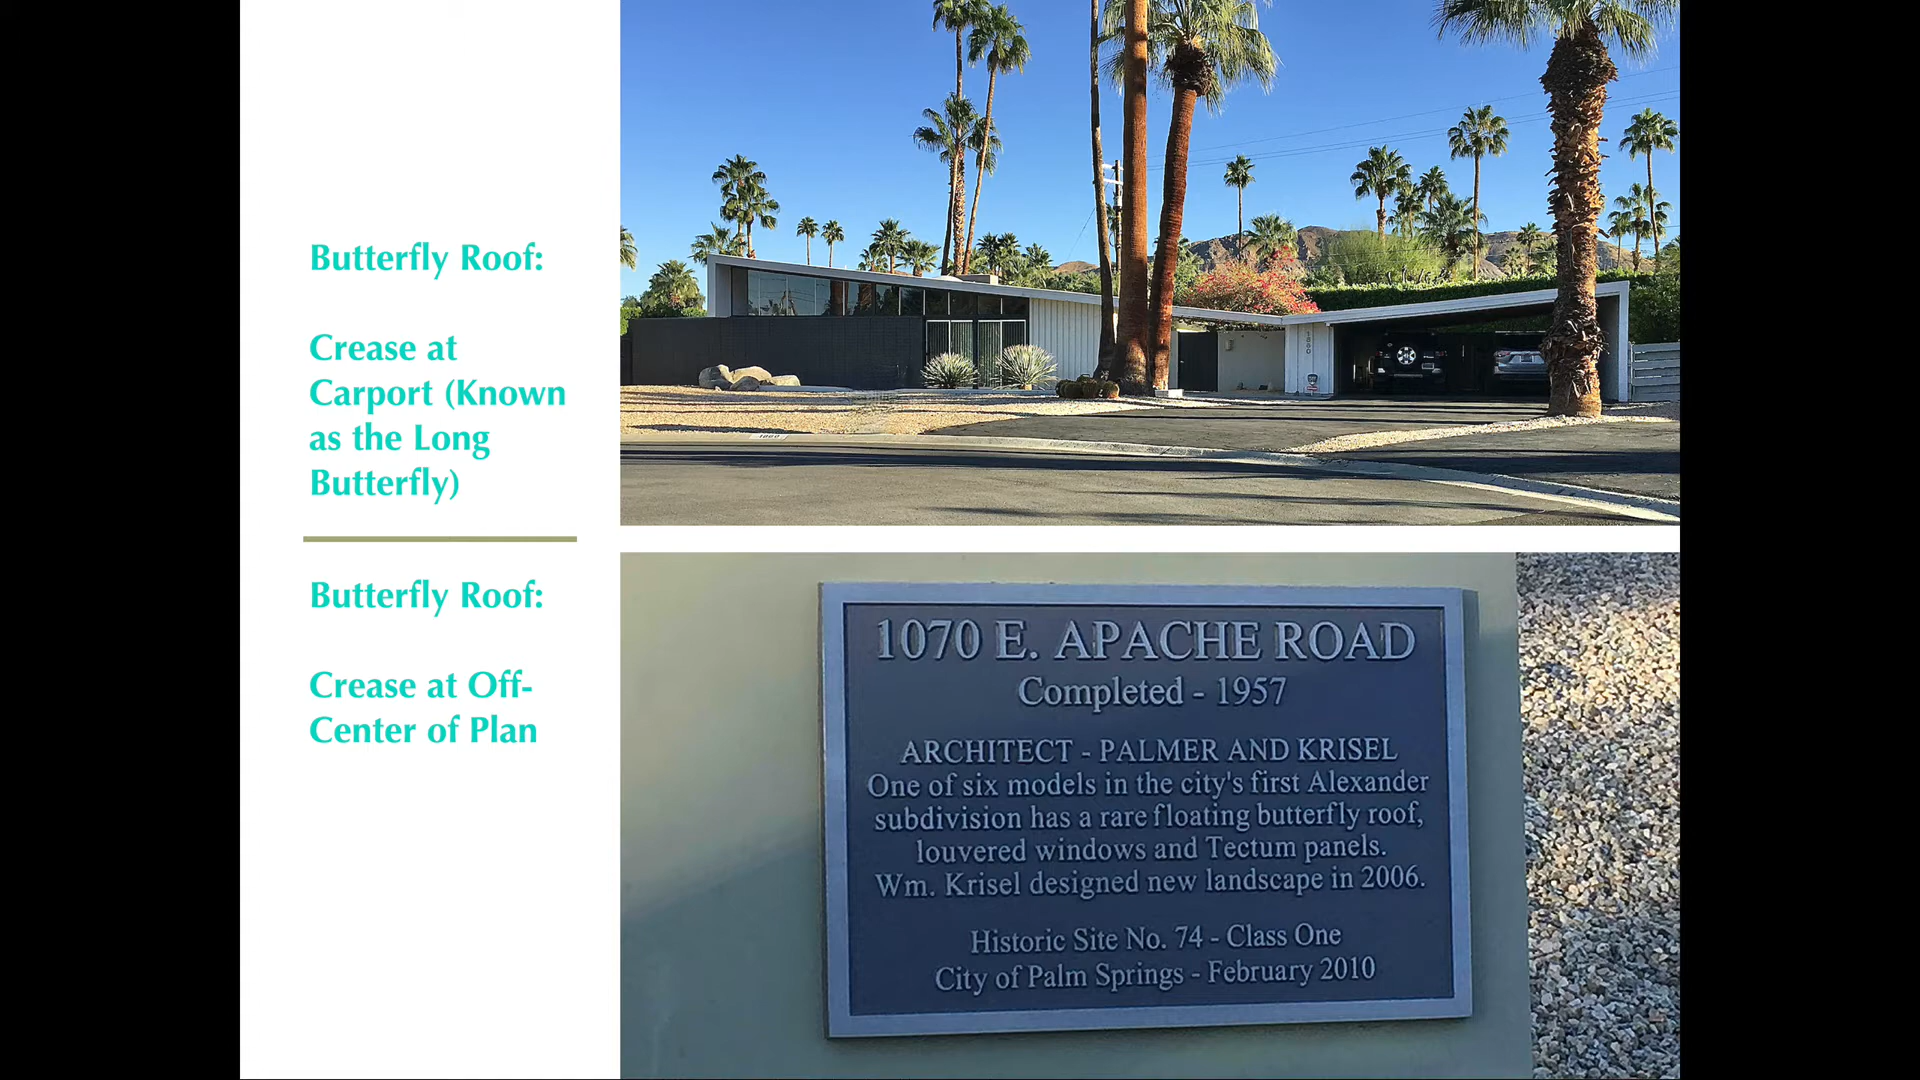 Butterfly Roof:
Crease at
Carport (Known
as the Long
Butterfly)
Butterfly Roof:
Crease at Off-
Center of Plan
1860
1070 E. APACHE ROAD
Completed - 1957
ARCHITECT - PALMER AND KRISEL
One of six models in the city's first Alexander
subdivision has a rare floating butterfly roof,
louvered windows and Tectum panels.
Wm. Krisel designed new landscape in 2006.
Historic Site No. 74 - Class One
City of Palm Springs - February 2010